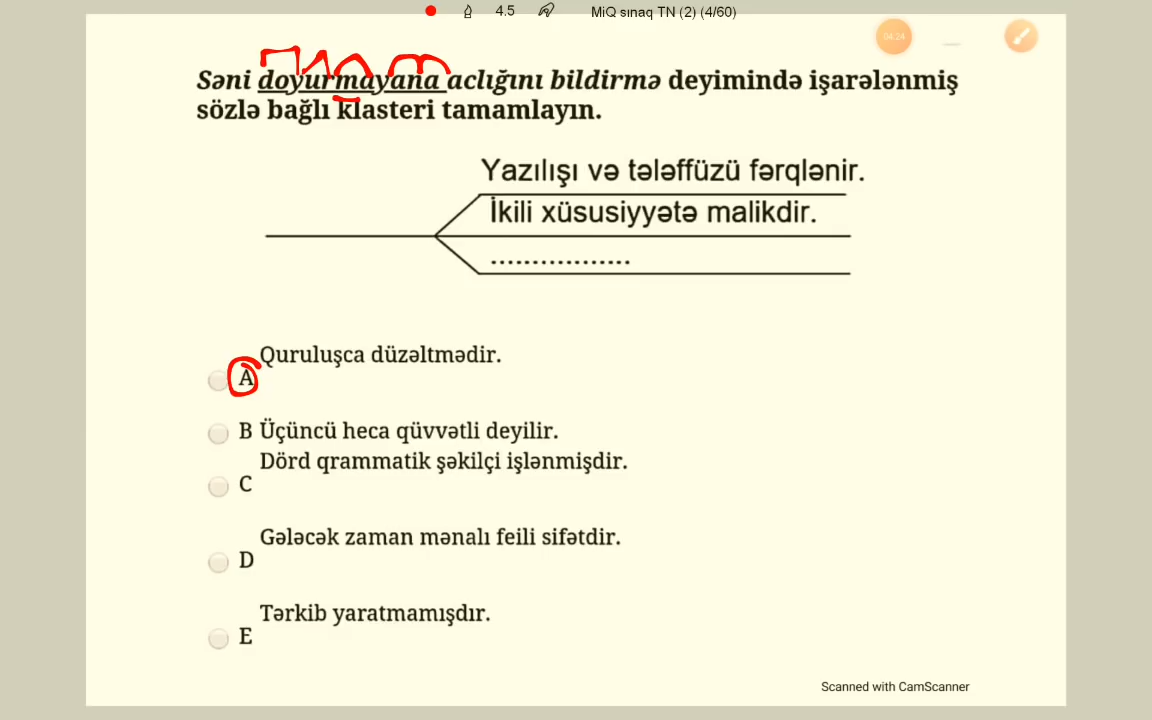 4.5 MiQ sınaq TN (2) (4/60)
04:24
Səni doyurmayana aclığını bildirmə deyimində işarələnmiş
sözlə bağlı klasteri tamamlayın.
Yazılışı və tələffüzü fərqlənir.
İkili xüsusiyyətə malikdir.
.................
Quruluşca düzəltmədir.
A
B Üçüncü heca qüvvətli deyilir.
Dörd qrammatik şəkilçi işlənmişdir.
C
Gələcək zaman mənalı feili sifətdir.
D
Tərkib yaratmamışdır.
E
Scanned with CamScanner